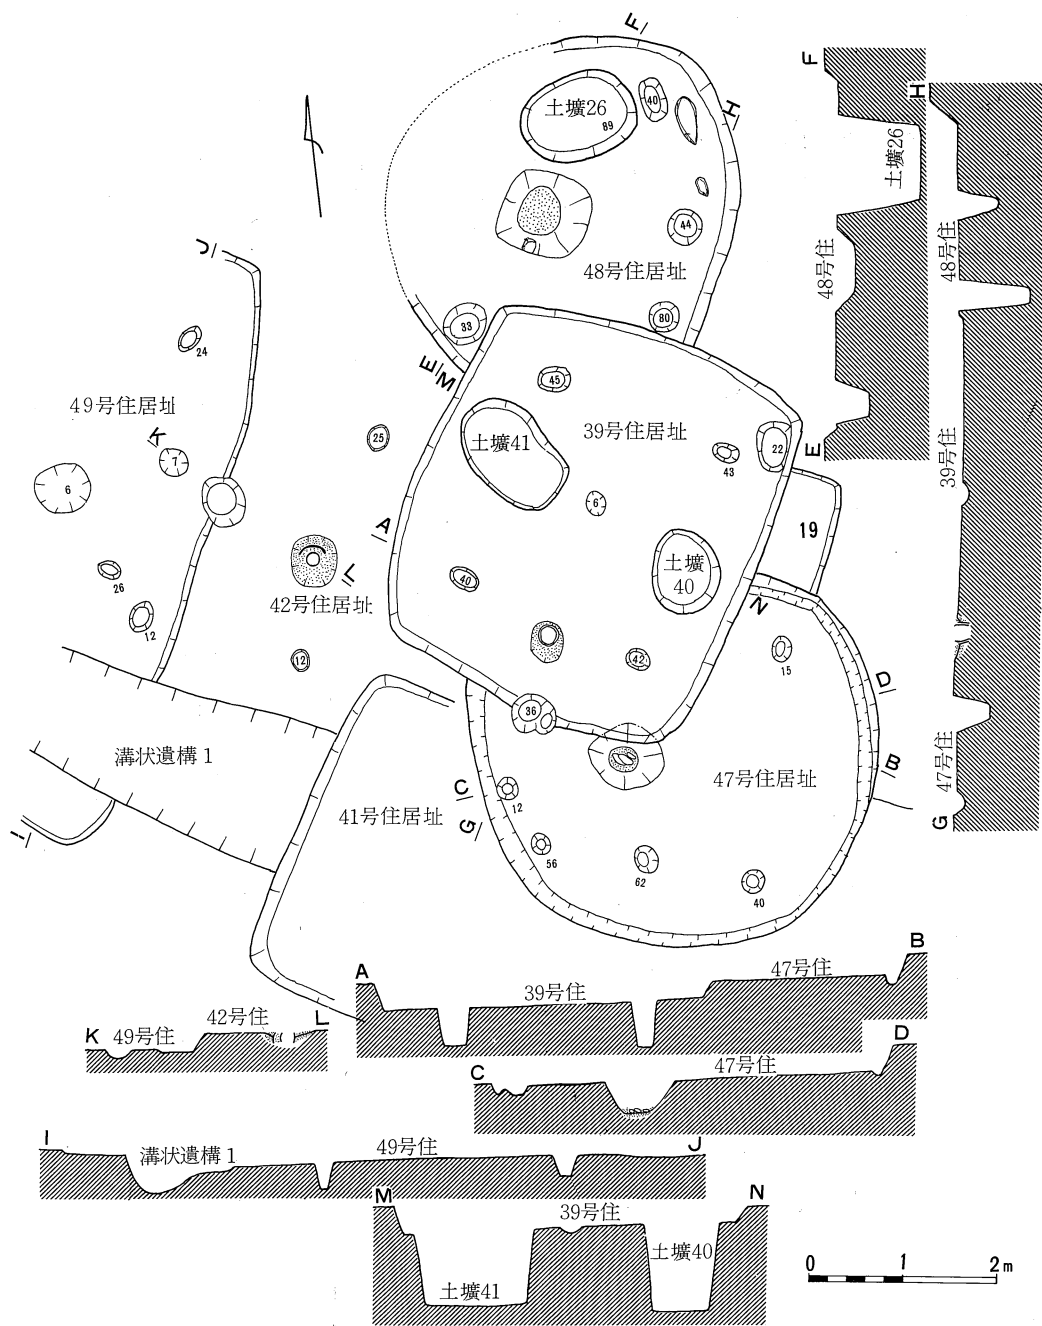 F
土壙26
89
40
H
44
48号住居址
33
80
E
M
J
24
49号住居址
K
7
6
26
12
25
45
39号住居址
土壙41
43
22
6
19
A
L
42号住居址
12
40
土壙
40
N
42
36
15
D
B
溝状遺構1
I
41号住居址
C
G
12
56
62
40
47号住居址
F
土壙26
48号住
E
H
48号住
39号住
47号住
G
A
39号住
47号住
B
K
49号住
42号住
L
C
47号住
D
I
溝状遺構1
49号住
J
M
39号住
N
土壙41
土壙40
0 1 2m